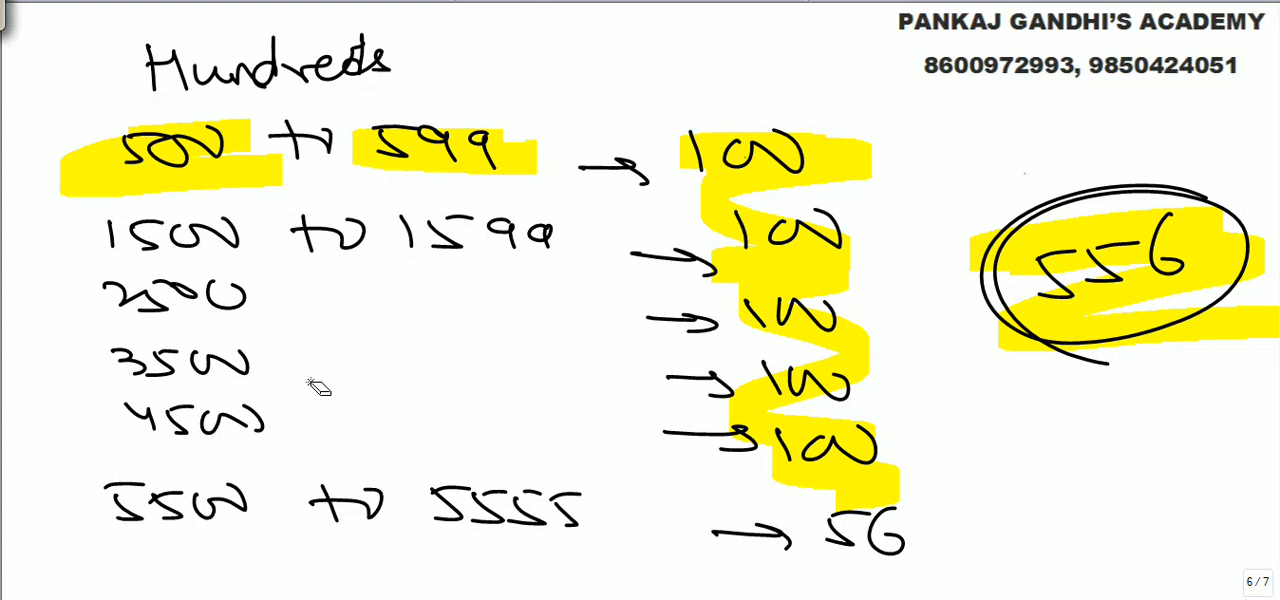 PANKAJ GANDHI'S ACADEMY
8600972993, 9850424051
Hundreds
500 to 599 → 100
1500 to 1599 → 100
556
2500 → 100
3500 → 100
4500 → 100
5500 to 5555 → 56
6 / 7